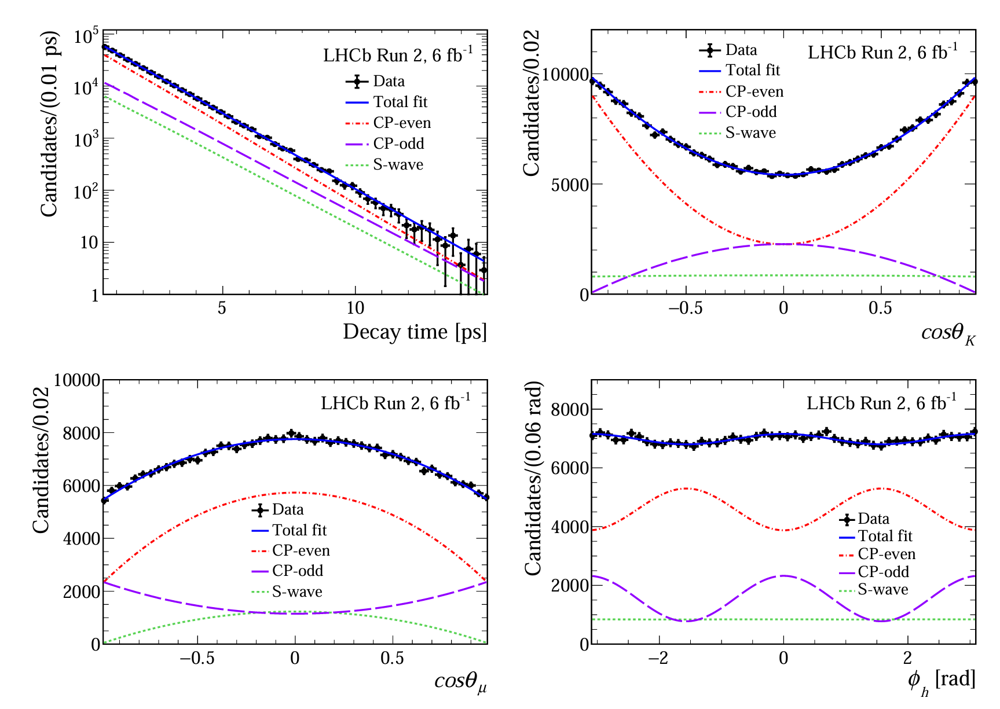 Candidates/(0.01 ps)
10^5
10^4
10^3
10^2
10
1
LHCb Run 2, 6 fb^-1
Data
Total fit
CP-even
CP-odd
S-wave
5
10
Decay time [ps]
Candidates/0.02
10000
5000
0
Data
Total fit
CP-even
CP-odd
S-wave
LHCb Run 2, 6 fb^-1
−0.5
0
0.5
cosθ_K
Candidates/0.02
10000
8000
6000
4000
2000
0
LHCb Run 2, 6 fb^-1
Data
Total fit
CP-even
CP-odd
S-wave
−0.5
0
0.5
cosθ_μ
Candidates/(0.06 rad)
8000
6000
4000
2000
0
LHCb Run 2, 6 fb^-1
Data
Total fit
CP-even
CP-odd
S-wave
−2
0
2
ϕ_h [rad]